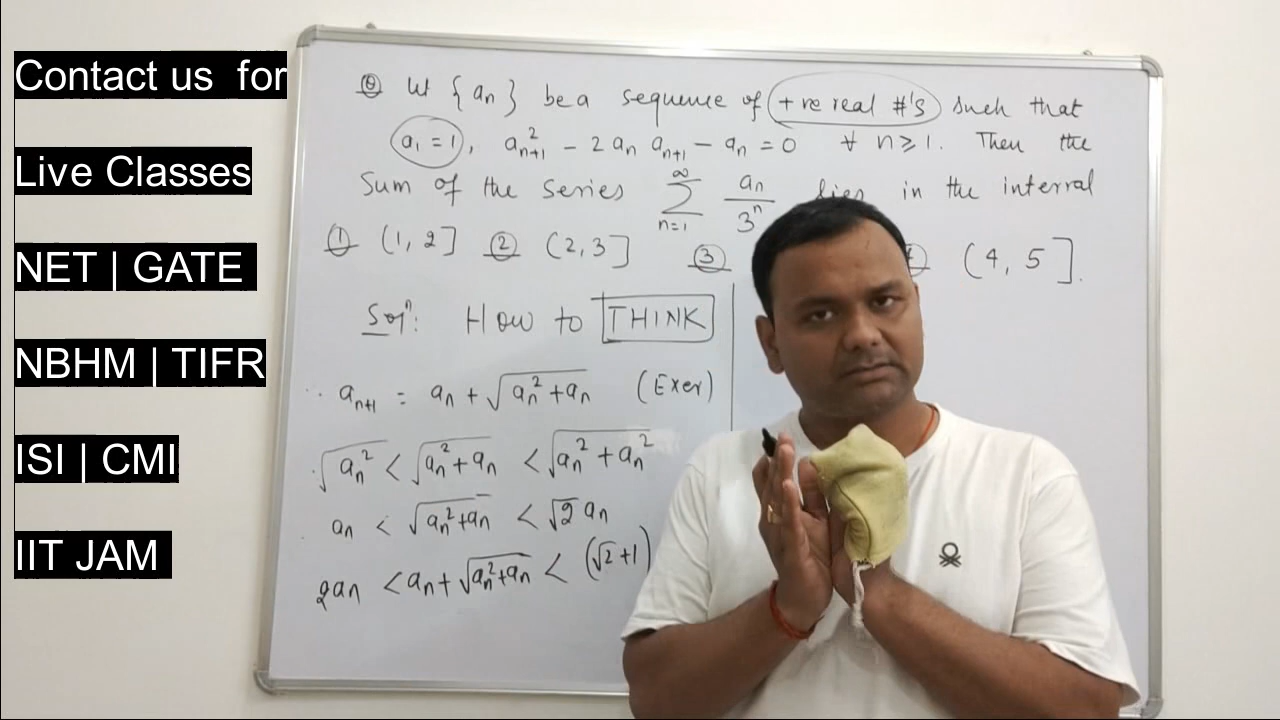 Contact us for
Live Classes
NET | GATE
NBHM | TIFR
ISI | CMI
IIT JAM
Q Let {an} be a sequence of +ve real #'s such that
a₁ = 1, a²ₙ₊₁ - 2aₙ aₙ₊₁ - aₙ = 0 ∀ n ≥ 1. Then the
Sum of the series ∞ Σ n=1 aₙ/3ⁿ lies in the interval
① (1, 2] ② (2, 3] ③ (4, 5].
Solⁿ: HOW to THINK
aₙ₊₁ = aₙ + √(aₙ² + aₙ) (Exer)
√(aₙ²) < √(aₙ² + aₙ) < √(aₙ² + aₙ²)
aₙ < √(aₙ² + aₙ) < √2 aₙ
2aₙ < aₙ + √(aₙ² + aₙ) < (√2 + 1)